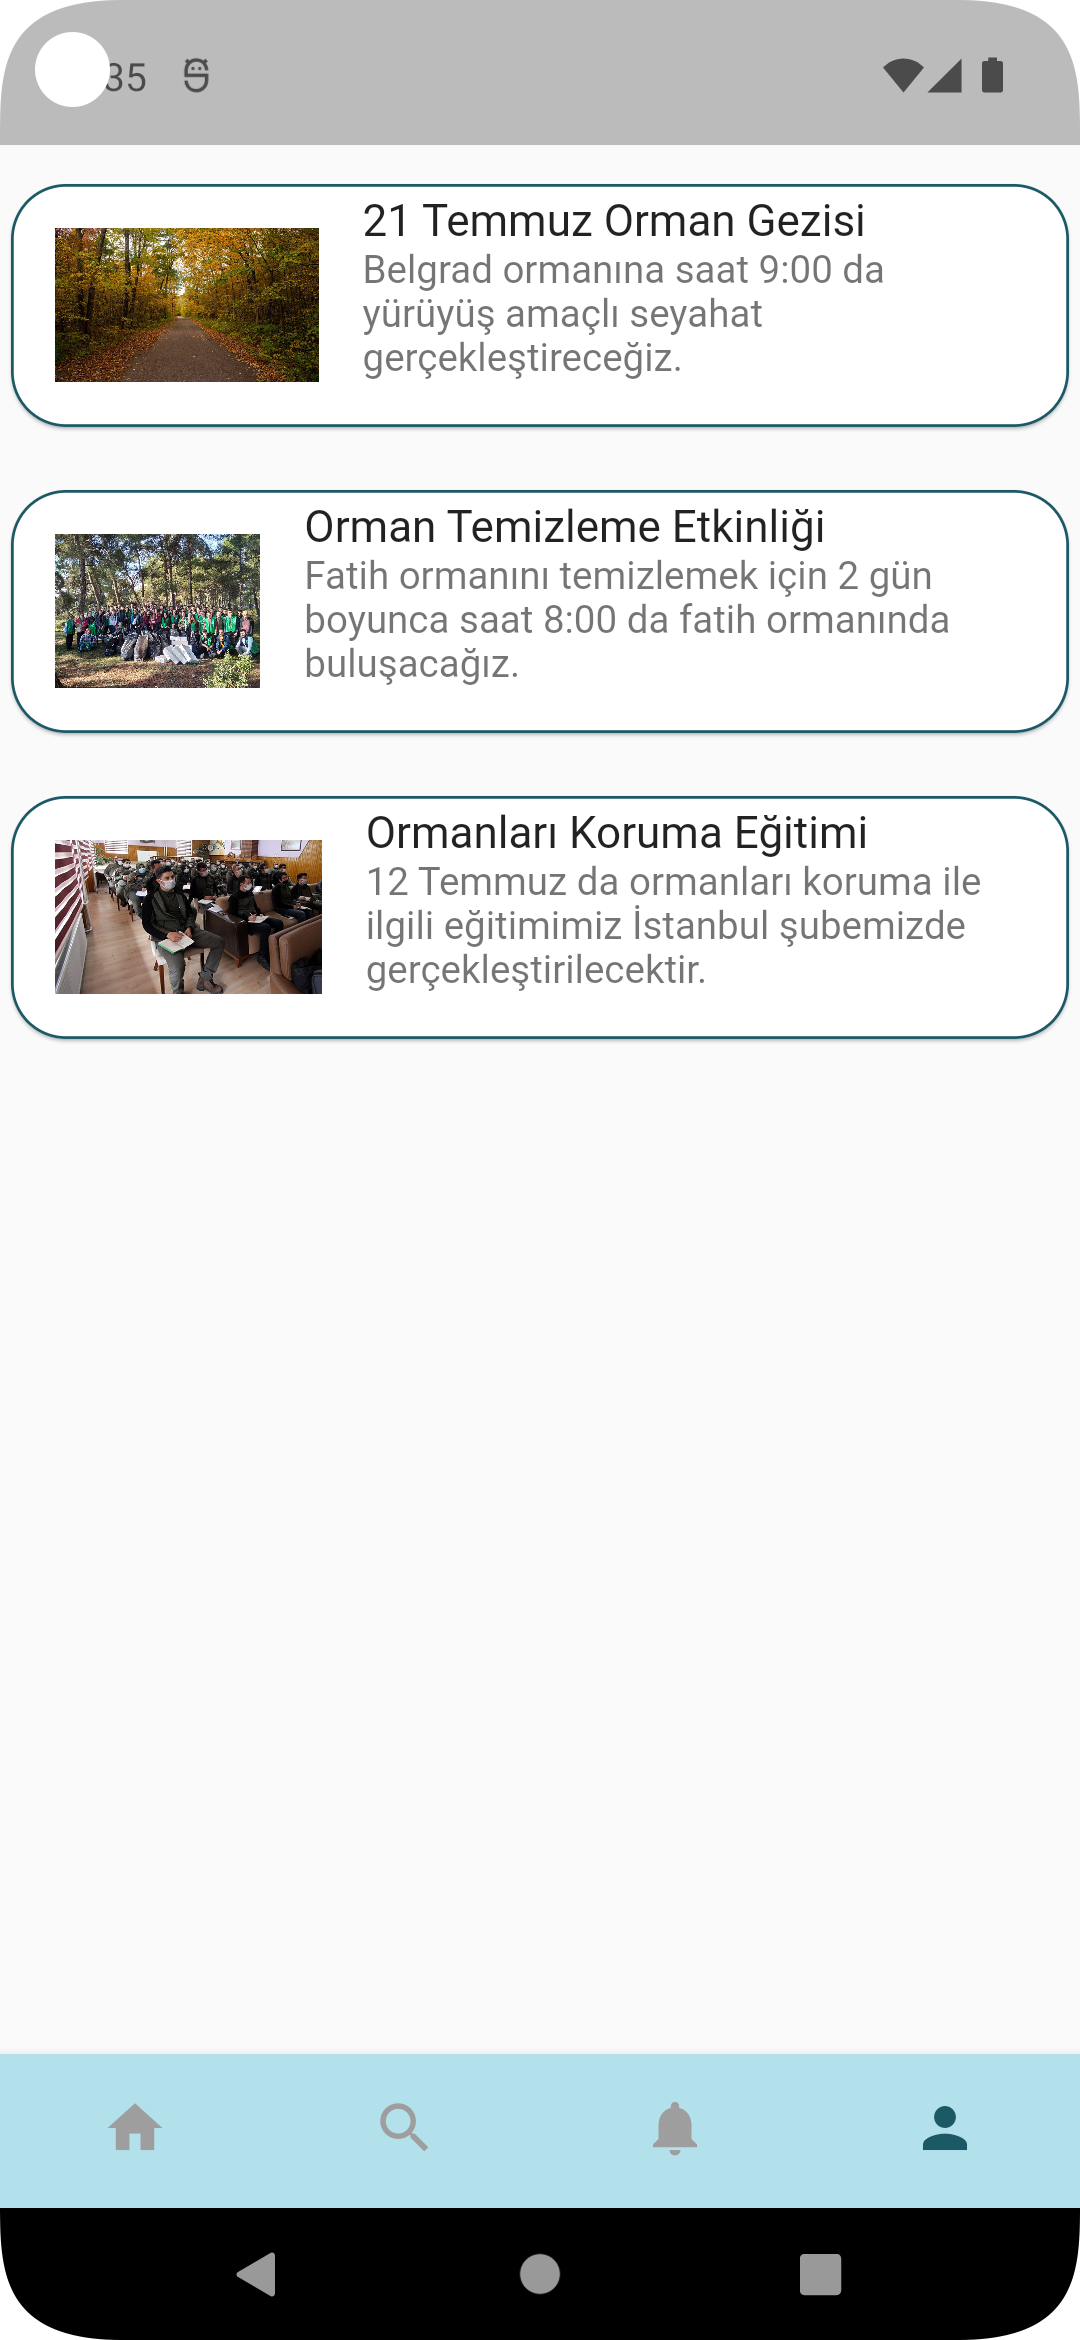 21 Temmuz Orman Gezisi
Belgrad ormanına saat 9:00 da
yürüyüş amaçlı seyahat
gerçekleştireceğiz.
Orman Temizleme Etkinliği
Fatih ormanını temizlemek için 2 gün
boyunca saat 8:00 da fatih ormanında
buluşacağız.
Ormanları Koruma Eğitimi
12 Temmuz da ormanları koruma ile
ilgili eğitimimiz İstanbul şubemizde
gerçekleştirilecektir.